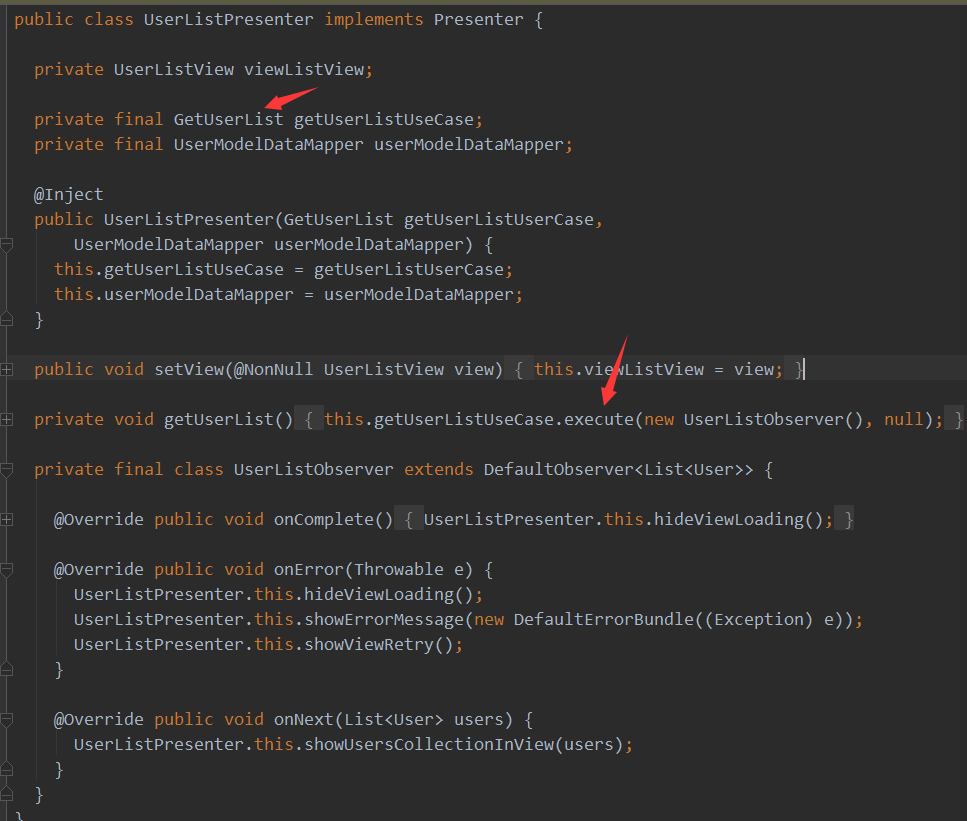 public class UserListPresenter implements Presenter {
private UserListView viewListView;
private final GetUserList getUserListUseCase;
private final UserModelDataMapper userModelDataMapper;
@Inject
public UserListPresenter(GetUserList getUserListUserCase,
UserModelDataMapper userModelDataMapper) {
this.getUserListUseCase = getUserListUserCase;
this.userModelDataMapper = userModelDataMapper;
}
public void setView(@NonNull UserListView view) { this.viewListView = view; }
private void getUserList() { this.getUserListUseCase.execute(new UserListObserver(), null); }
private final class UserListObserver extends DefaultObserver<List<User>> {
@Override public void onComplete() { UserListPresenter.this.hideViewLoading(); }
@Override public void onError(Throwable e) {
UserListPresenter.this.hideViewLoading();
UserListPresenter.this.showErrorMessage(new DefaultErrorBundle((Exception) e));
UserListPresenter.this.showViewRetry();
}
@Override public void onNext(List<User> users) {
UserListPresenter.this.showUsersCollectionInView(users);
}
}
}